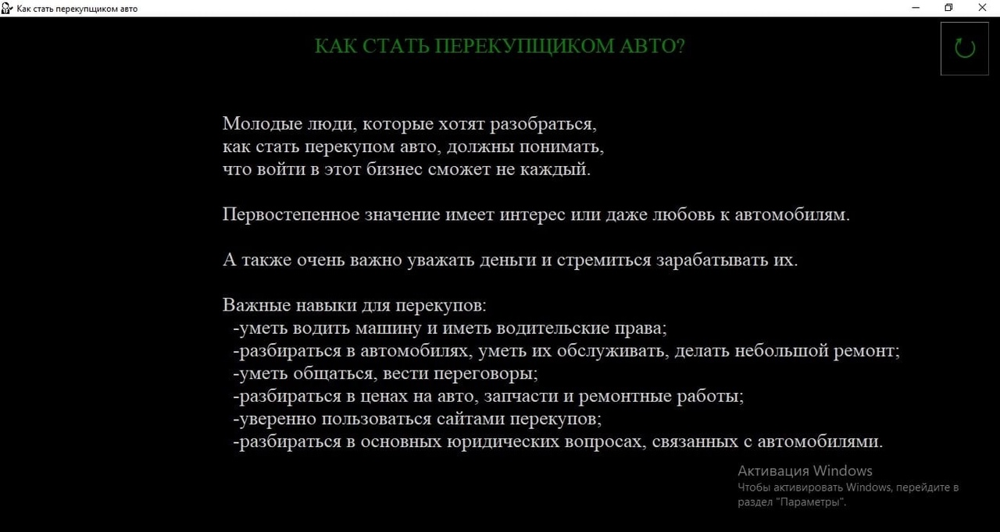 Как стать перекупщиком авто
КАК СТАТЬ ПЕРЕКУПЩИКОМ АВТО?
Молодые люди, которые хотят разобраться,
как стать перекупом авто, должны понимать,
что войти в этот бизнес сможет не каждый.
Первостепенное значение имеет интерес или даже любовь к автомобилям.
А также очень важно уважать деньги и стремиться зарабатывать их.
Важные навыки для перекупов:
-уметь водить машину и иметь водительские права;
-разбираться в автомобилях, уметь их обслуживать, делать небольшой ремонт;
-уметь общаться, вести переговоры;
-разбираться в ценах на авто, запчасти и ремонтные работы;
-уверенно пользоваться сайтами перекупов;
-разбираться в основных юридических вопросах, связанных с автомобилями.
Активация Windows
Чтобы активировать Windows, перейдите в
раздел "Параметры".